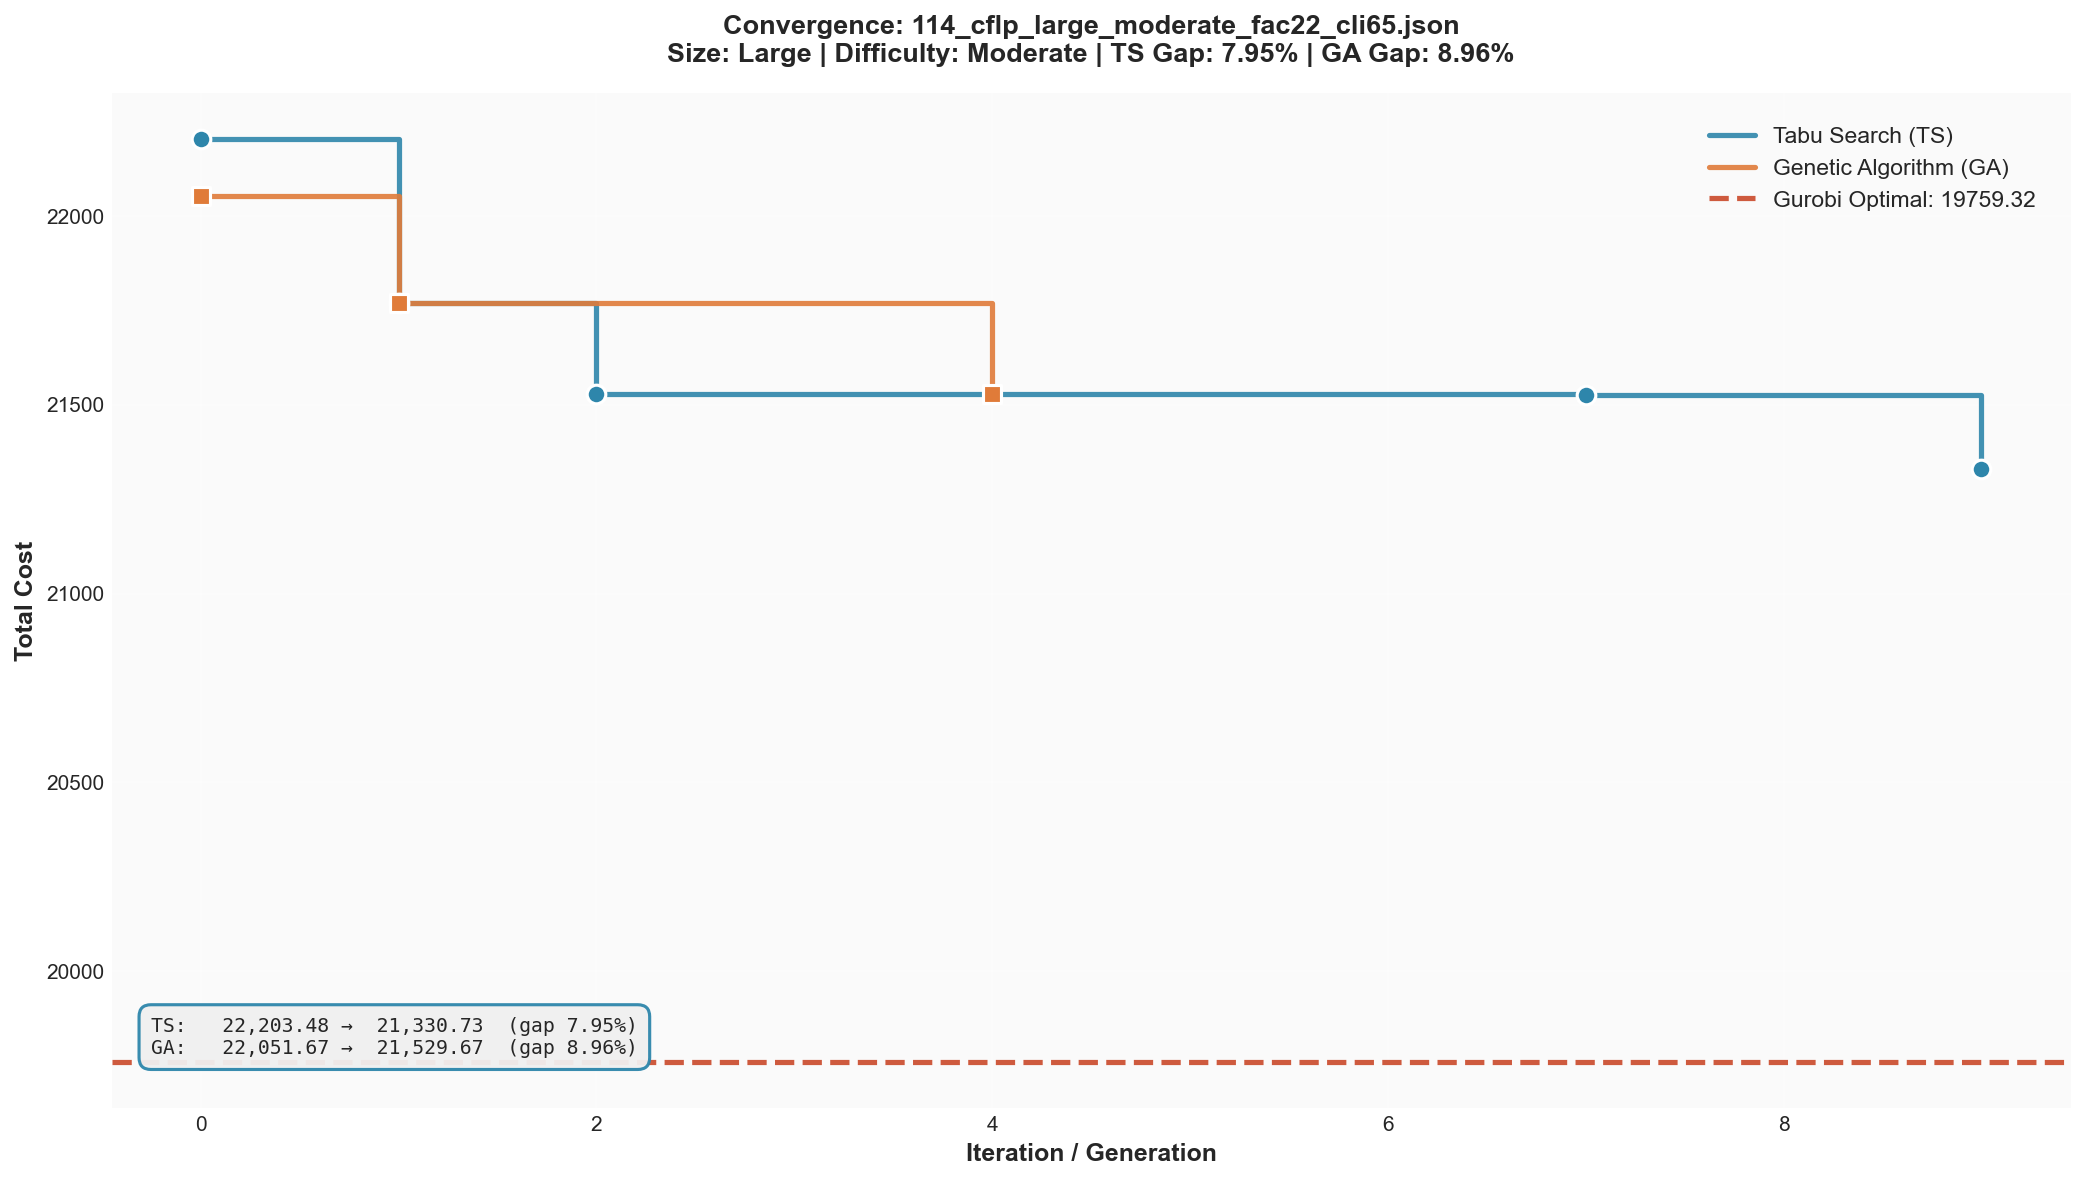 Convergence: 114_cflp_large_moderate_fac22_cli65.json
Size: Large | Difficulty: Moderate | TS Gap: 7.95% | GA Gap: 8.96%
Tabu Search (TS)
Genetic Algorithm (GA)
Gurobi Optimal: 19759.32
22000
21500
21000
20500
20000
Total Cost
TS:   22,203.48 →  21,330.73  (gap 7.95%)
GA:   22,051.67 →  21,529.67  (gap 8.96%)
0 2 4 6 8
Iteration / Generation